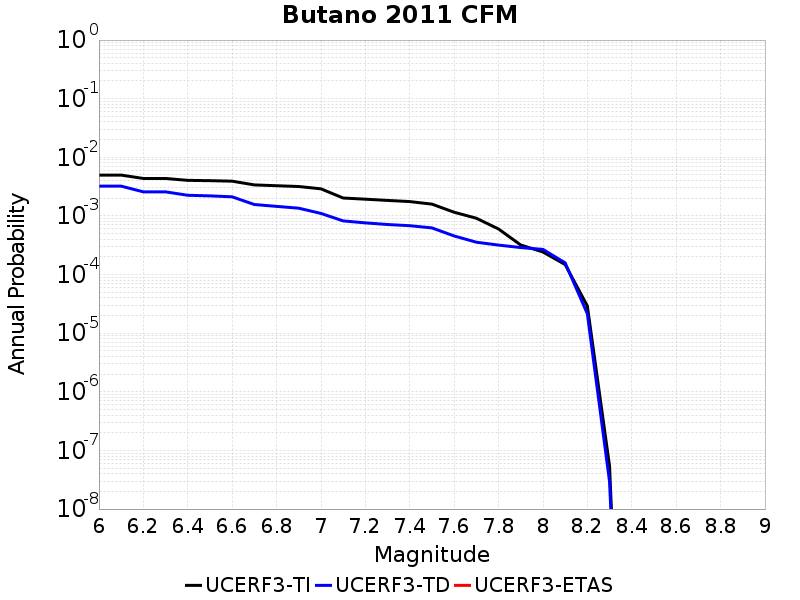 Butano 2011 CFM
Annual Probability
10^0
10^-1
10^-2
10^-3
10^-4
10^-5
10^-6
10^-7
10^-8
6 6.2 6.4 6.6 6.8 7 7.2 7.4 7.6 7.8 8 8.2 8.4 8.6 8.8 9
Magnitude
UCERF3-TI UCERF3-TD UCERF3-ETAS